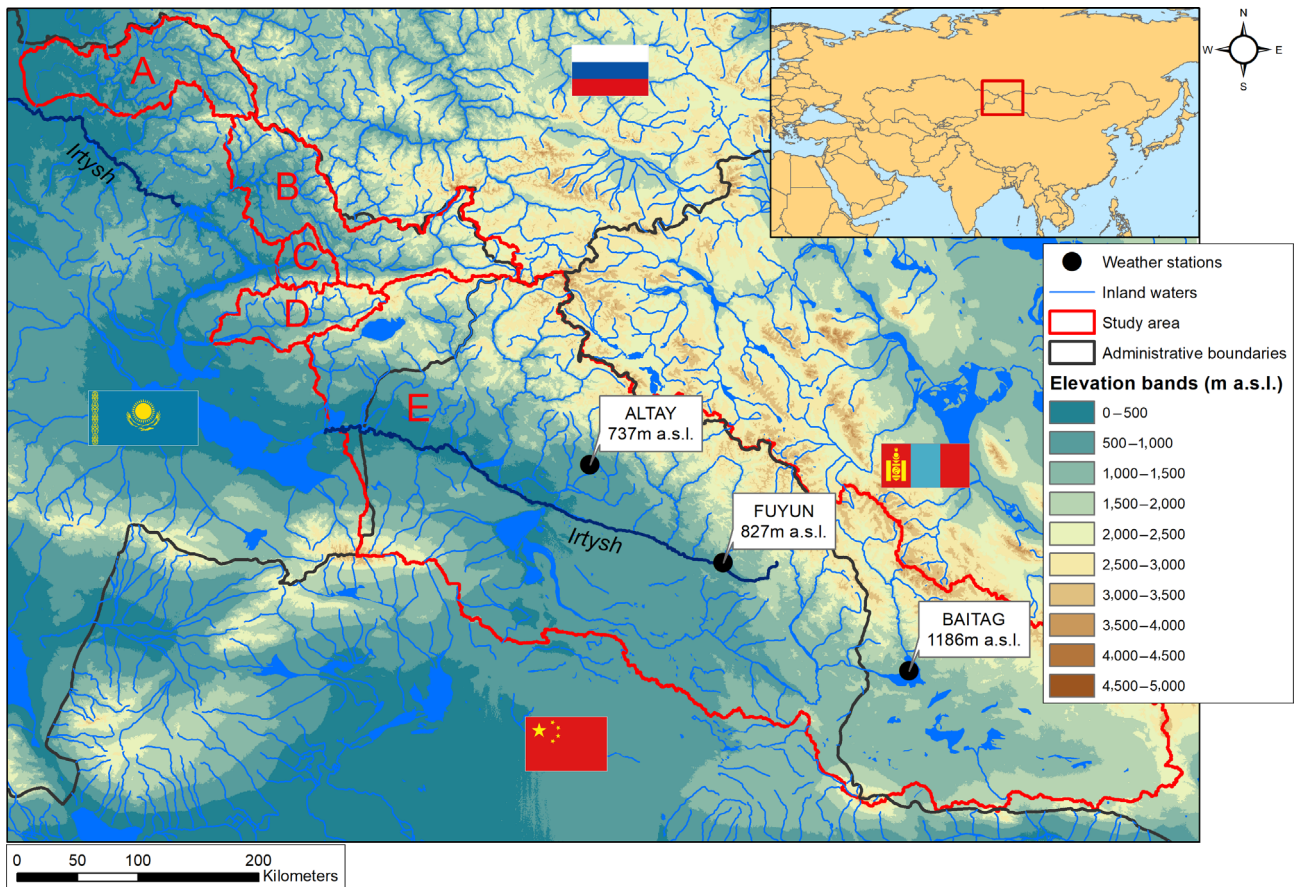 N
W E
S
A
Irtysh
B
C
D
E
ALTAY
737m a.s.l.
FUYUN
827m a.s.l.
Irtysh
BAITAG
1186m a.s.l.
Weather stations
Inland waters
Study area
Administrative boundaries
Elevation bands (m a.s.l.)
0–500
500–1,000
1,000–1,500
1,500–2,000
2,000–2,500
2,500–3,000
3,000–3,500
3,500–4,000
4,000–4,500
4,500–5,000
0 50 100 200
Kilometers